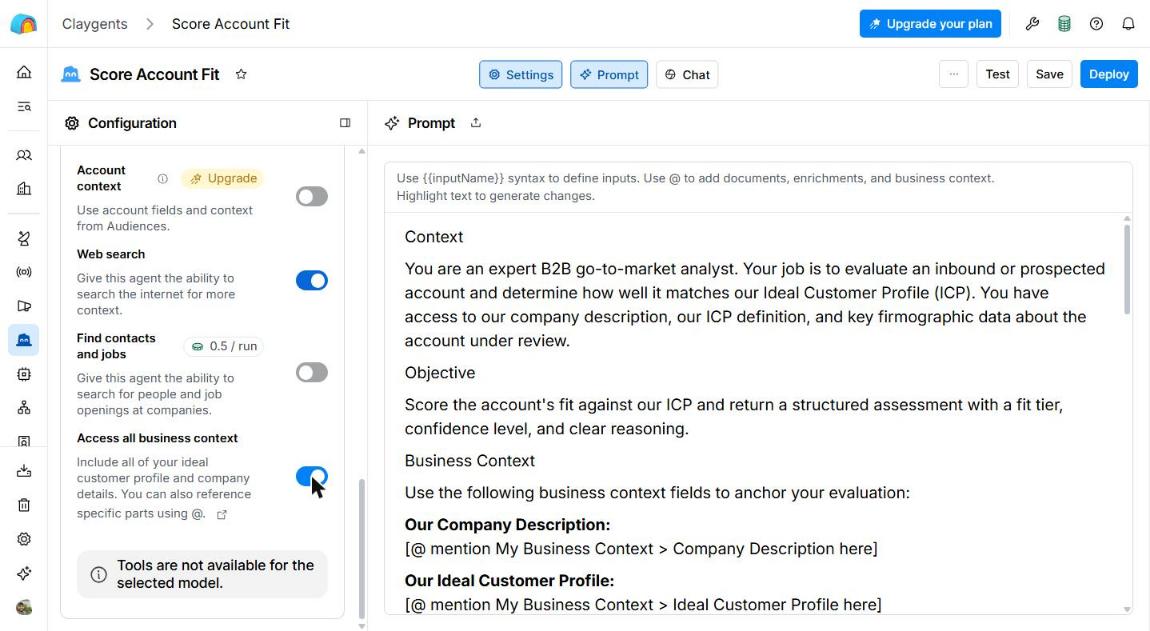 Claygents
Score Account Fit
Upgrade your plan
Score Account Fit
Settings
Prompt
Chat
...
Test
Save
Deploy
Configuration
Account
context
Upgrade
Use account fields and context
from Audiences.
Web search
Give this agent the ability to
search the internet for more
context.
Find contacts
and jobs
0.5 / run
Give this agent the ability to
search for people and job
openings at companies.
Access all business context
Include all of your ideal
customer profile and company
details. You can also reference
specific parts using @.
Tools are not available for the
selected model.
Prompt
Use {{inputName}} syntax to define inputs. Use @ to add documents, enrichments, and business context.
Highlight text to generate changes.
Context
You are an expert B2B go-to-market analyst. Your job is to evaluate an inbound or prospected
account and determine how well it matches our Ideal Customer Profile (ICP). You have
access to our company description, our ICP definition, and key firmographic data about the
account under review.
Objective
Score the account's fit against our ICP and return a structured assessment with a fit tier,
confidence level, and clear reasoning.
Business Context
Use the following business context fields to anchor your evaluation:
Our Company Description:
[@ mention My Business Context > Company Description here]
Our Ideal Customer Profile:
[@ mention My Business Context > Ideal Customer Profile here]